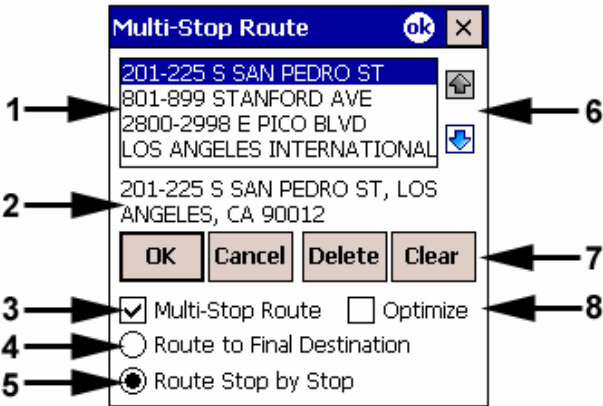 Multi-Stop Route ok
201-225 S SAN PEDRO ST
1 801-899 STANFORD AVE 6
2800-2998 E PICO BLVD
LOS ANGELES INTERNATIONAL
2 201-225 S SAN PEDRO ST, LOS
ANGELES, CA 90012
OK Cancel Delete Clear 7
3 Multi-Stop Route Optimize 8
4 Route to Final Destination
5 Route Stop by Stop